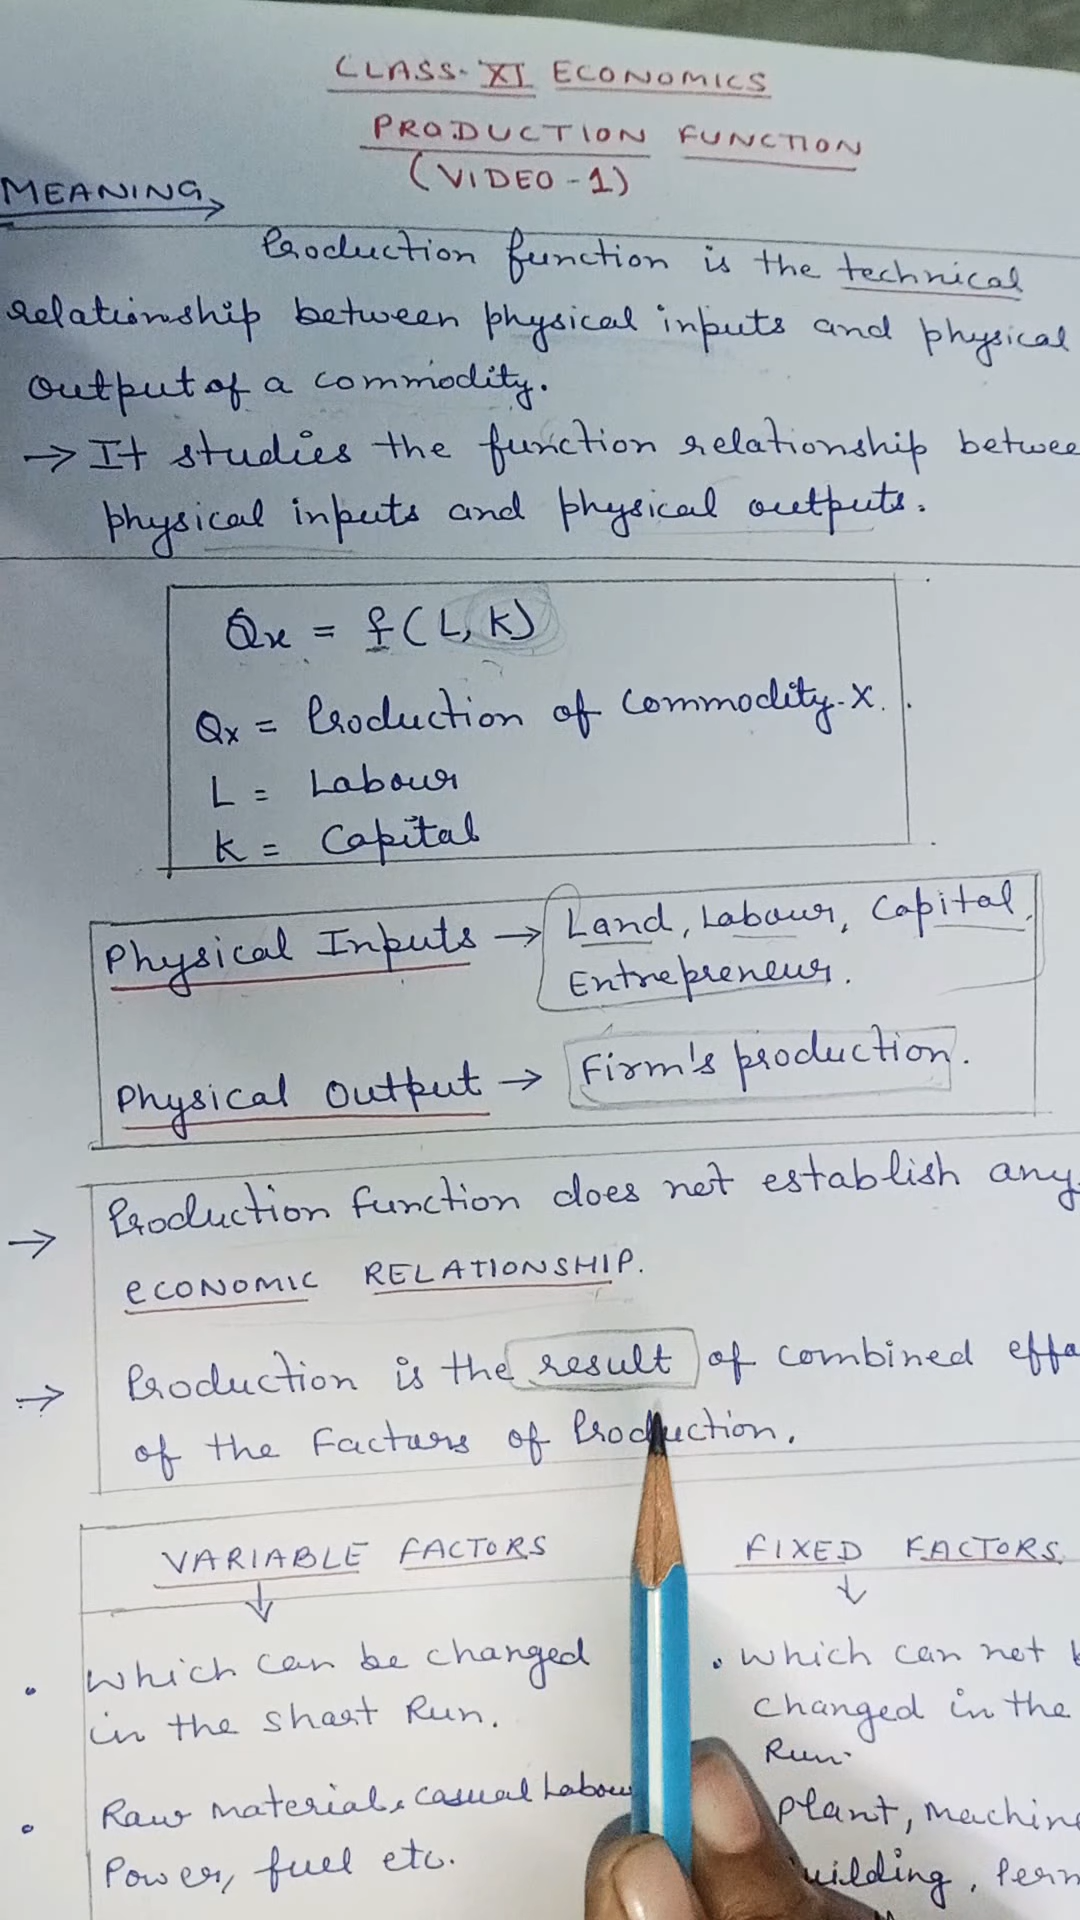 CLASS-XI ECONOMICS
PRODUCTION FUNCTION
(VIDEO-1)
MEANING
Production function is the technical
relationship between physical inputs and physical
output of a commodity.
→ It studies the function relationship betwee
physical inputs and physical outputs.
Qx = f(L, K)
Qx = Production of Commodity-X.
L = Labour
K = Capital
Physical Inputs → Land, Labour, Capital,
Entrepreneur.
Physical Output → Firm's production.
→ Production function does not establish any
eCONOMIC RELATIONSHIP.
→ Production is the result of combined
of the Factors of Production.
VARIABLE FACTORS
FIXED FACTORS
↓
↓
• Which can be changed
in the short Run.
• Raw material, casual Labou
Power, fuel etc.
• Which can not
changed in the
Run.
Plant, Machin
uilding, Perm